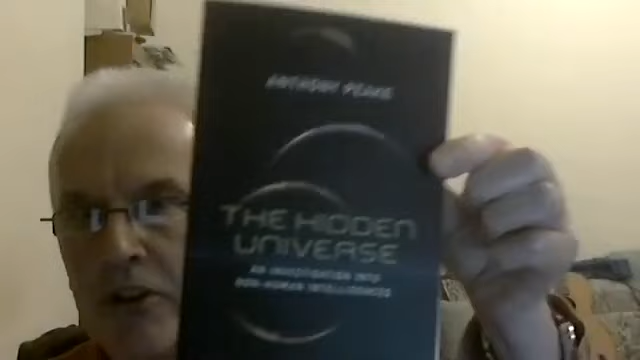 ANTHONY PEAKE
THE HIDDEN
UNIVERSE
AN INVESTIGATION INTO
NON-HUMAN INTELLIGENCES